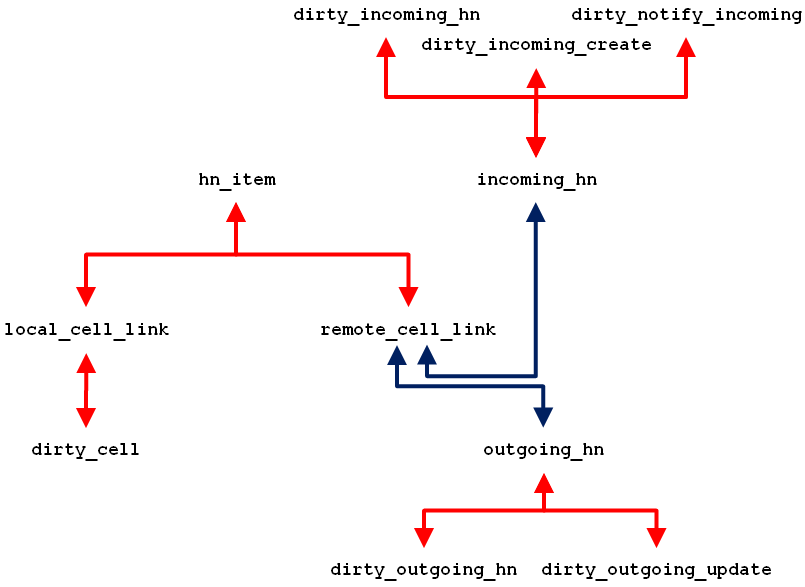 dirty_incoming_hn
dirty_notify_incoming
dirty_incoming_create
hn_item
incoming_hn
local_cell_link
remote_cell_link
dirty_cell
outgoing_hn
dirty_outgoing_hn
dirty_outgoing_update